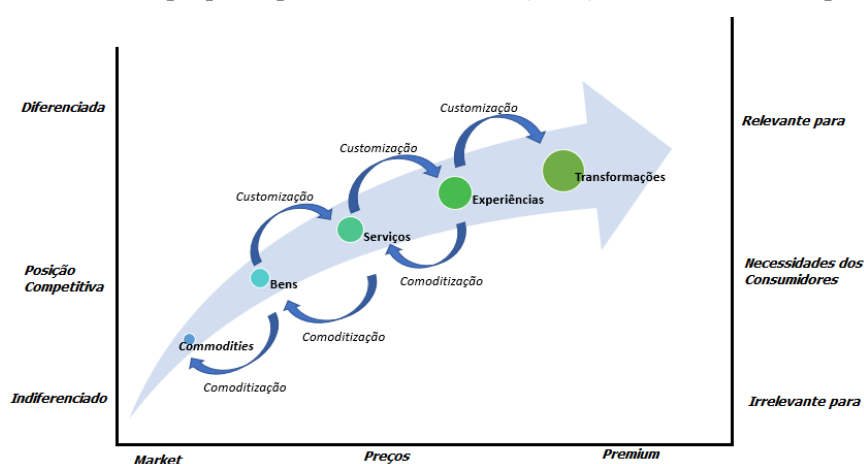 Diferenciada
Customização
Relevante para
Customização
Transformações
Customização
Experiências
Serviços
Posição
Competitiva
Necessidades dos
Consumidores
Bens
Comoditização
Comoditização
Commodities
Comoditização
Indiferenciado
Irrelevante para
Market
Preços
Premium